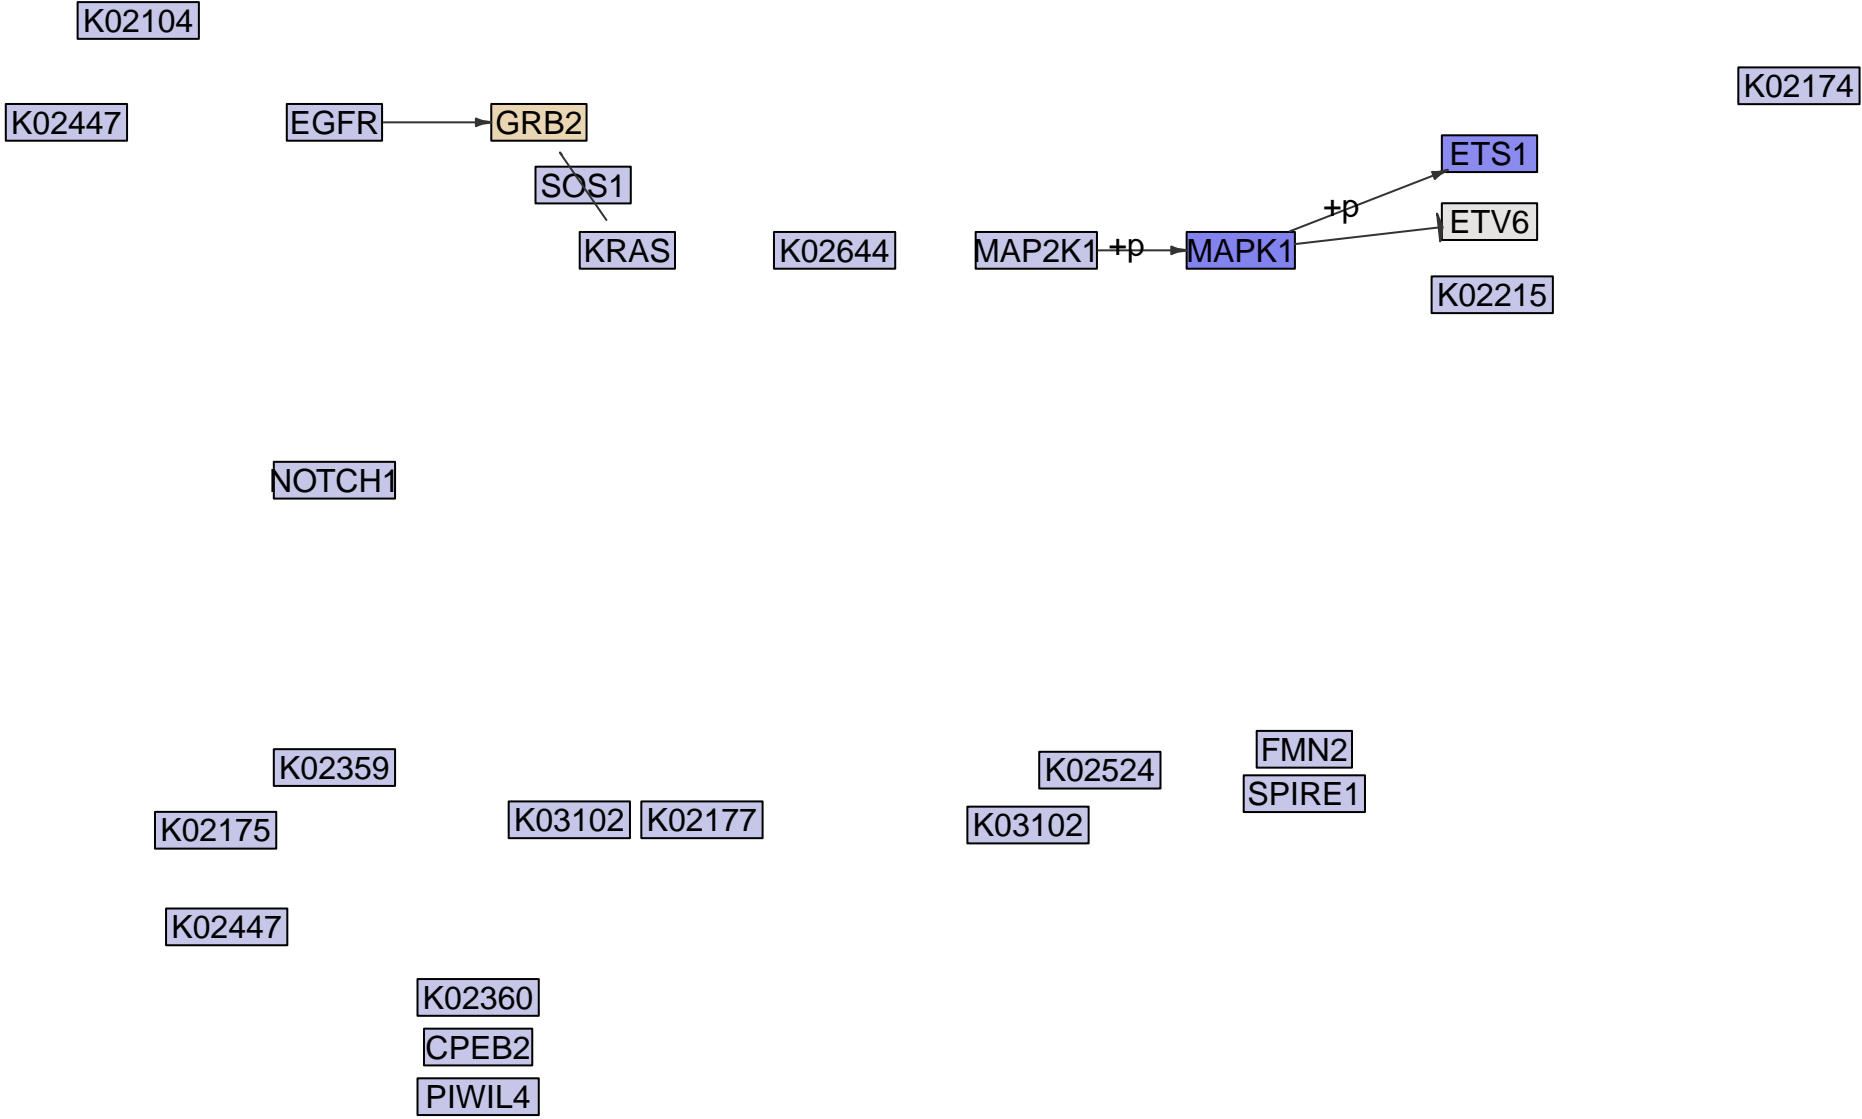 K02104
K02174
K02447
EGFR
GRB2
ETS1
SOS1
+p
ETV6
KRAS
K02644
MAP2K1
+p
MAPK1
K02215
NOTCH1
FMN2
K02359
K02524
SPIRE1
K03102
K02177
K03102
K02175
K02447
K02360
CPEB2
PIWIL4